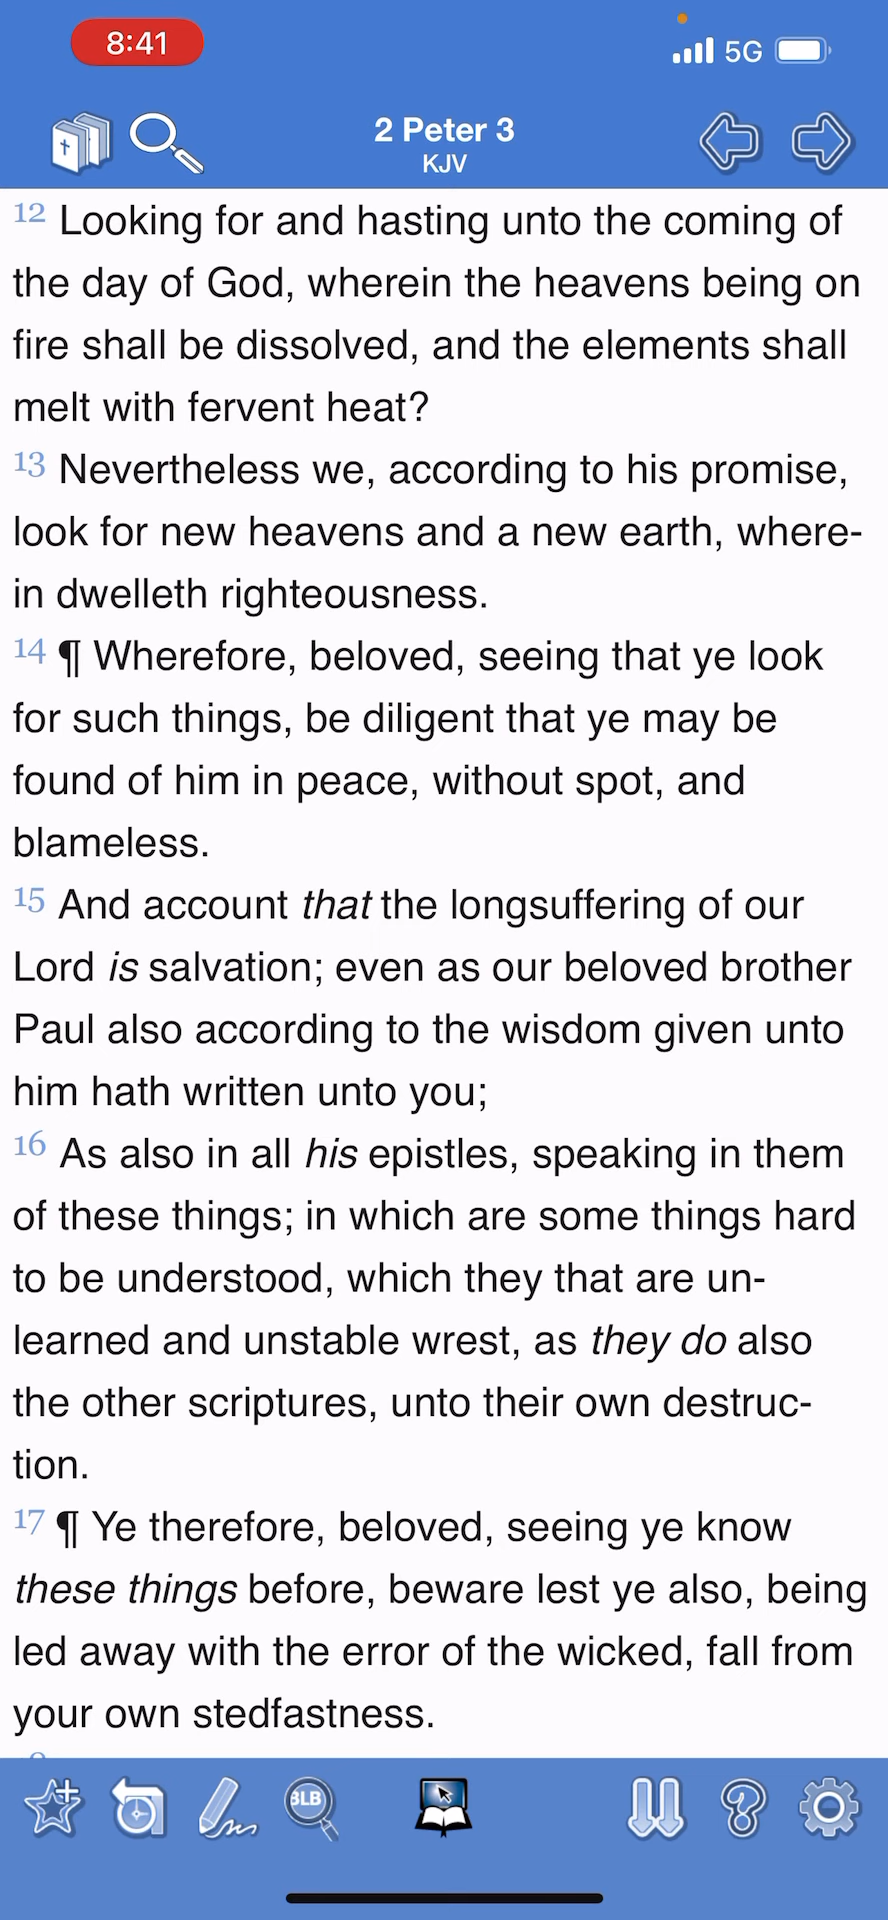 8:41
5G
2 Peter 3
KJV
12 Looking for and hasting unto the coming of
the day of God, wherein the heavens being on
fire shall be dissolved, and the elements shall
melt with fervent heat?
13 Nevertheless we, according to his promise,
look for new heavens and a new earth, where-
in dwelleth righteousness.
14 ¶ Wherefore, beloved, seeing that ye look
for such things, be diligent that ye may be
found of him in peace, without spot, and
blameless.
15 And account that the longsuffering of our
Lord is salvation; even as our beloved brother
Paul also according to the wisdom given unto
him hath written unto you;
16 As also in all his epistles, speaking in them
of these things; in which are some things hard
to be understood, which they that are un-
learned and unstable wrest, as they do also
the other scriptures, unto their own destruc-
tion.
17 ¶ Ye therefore, beloved, seeing ye know
these things before, beware lest ye also, being
led away with the error of the wicked, fall from
your own stedfastness.
BLB